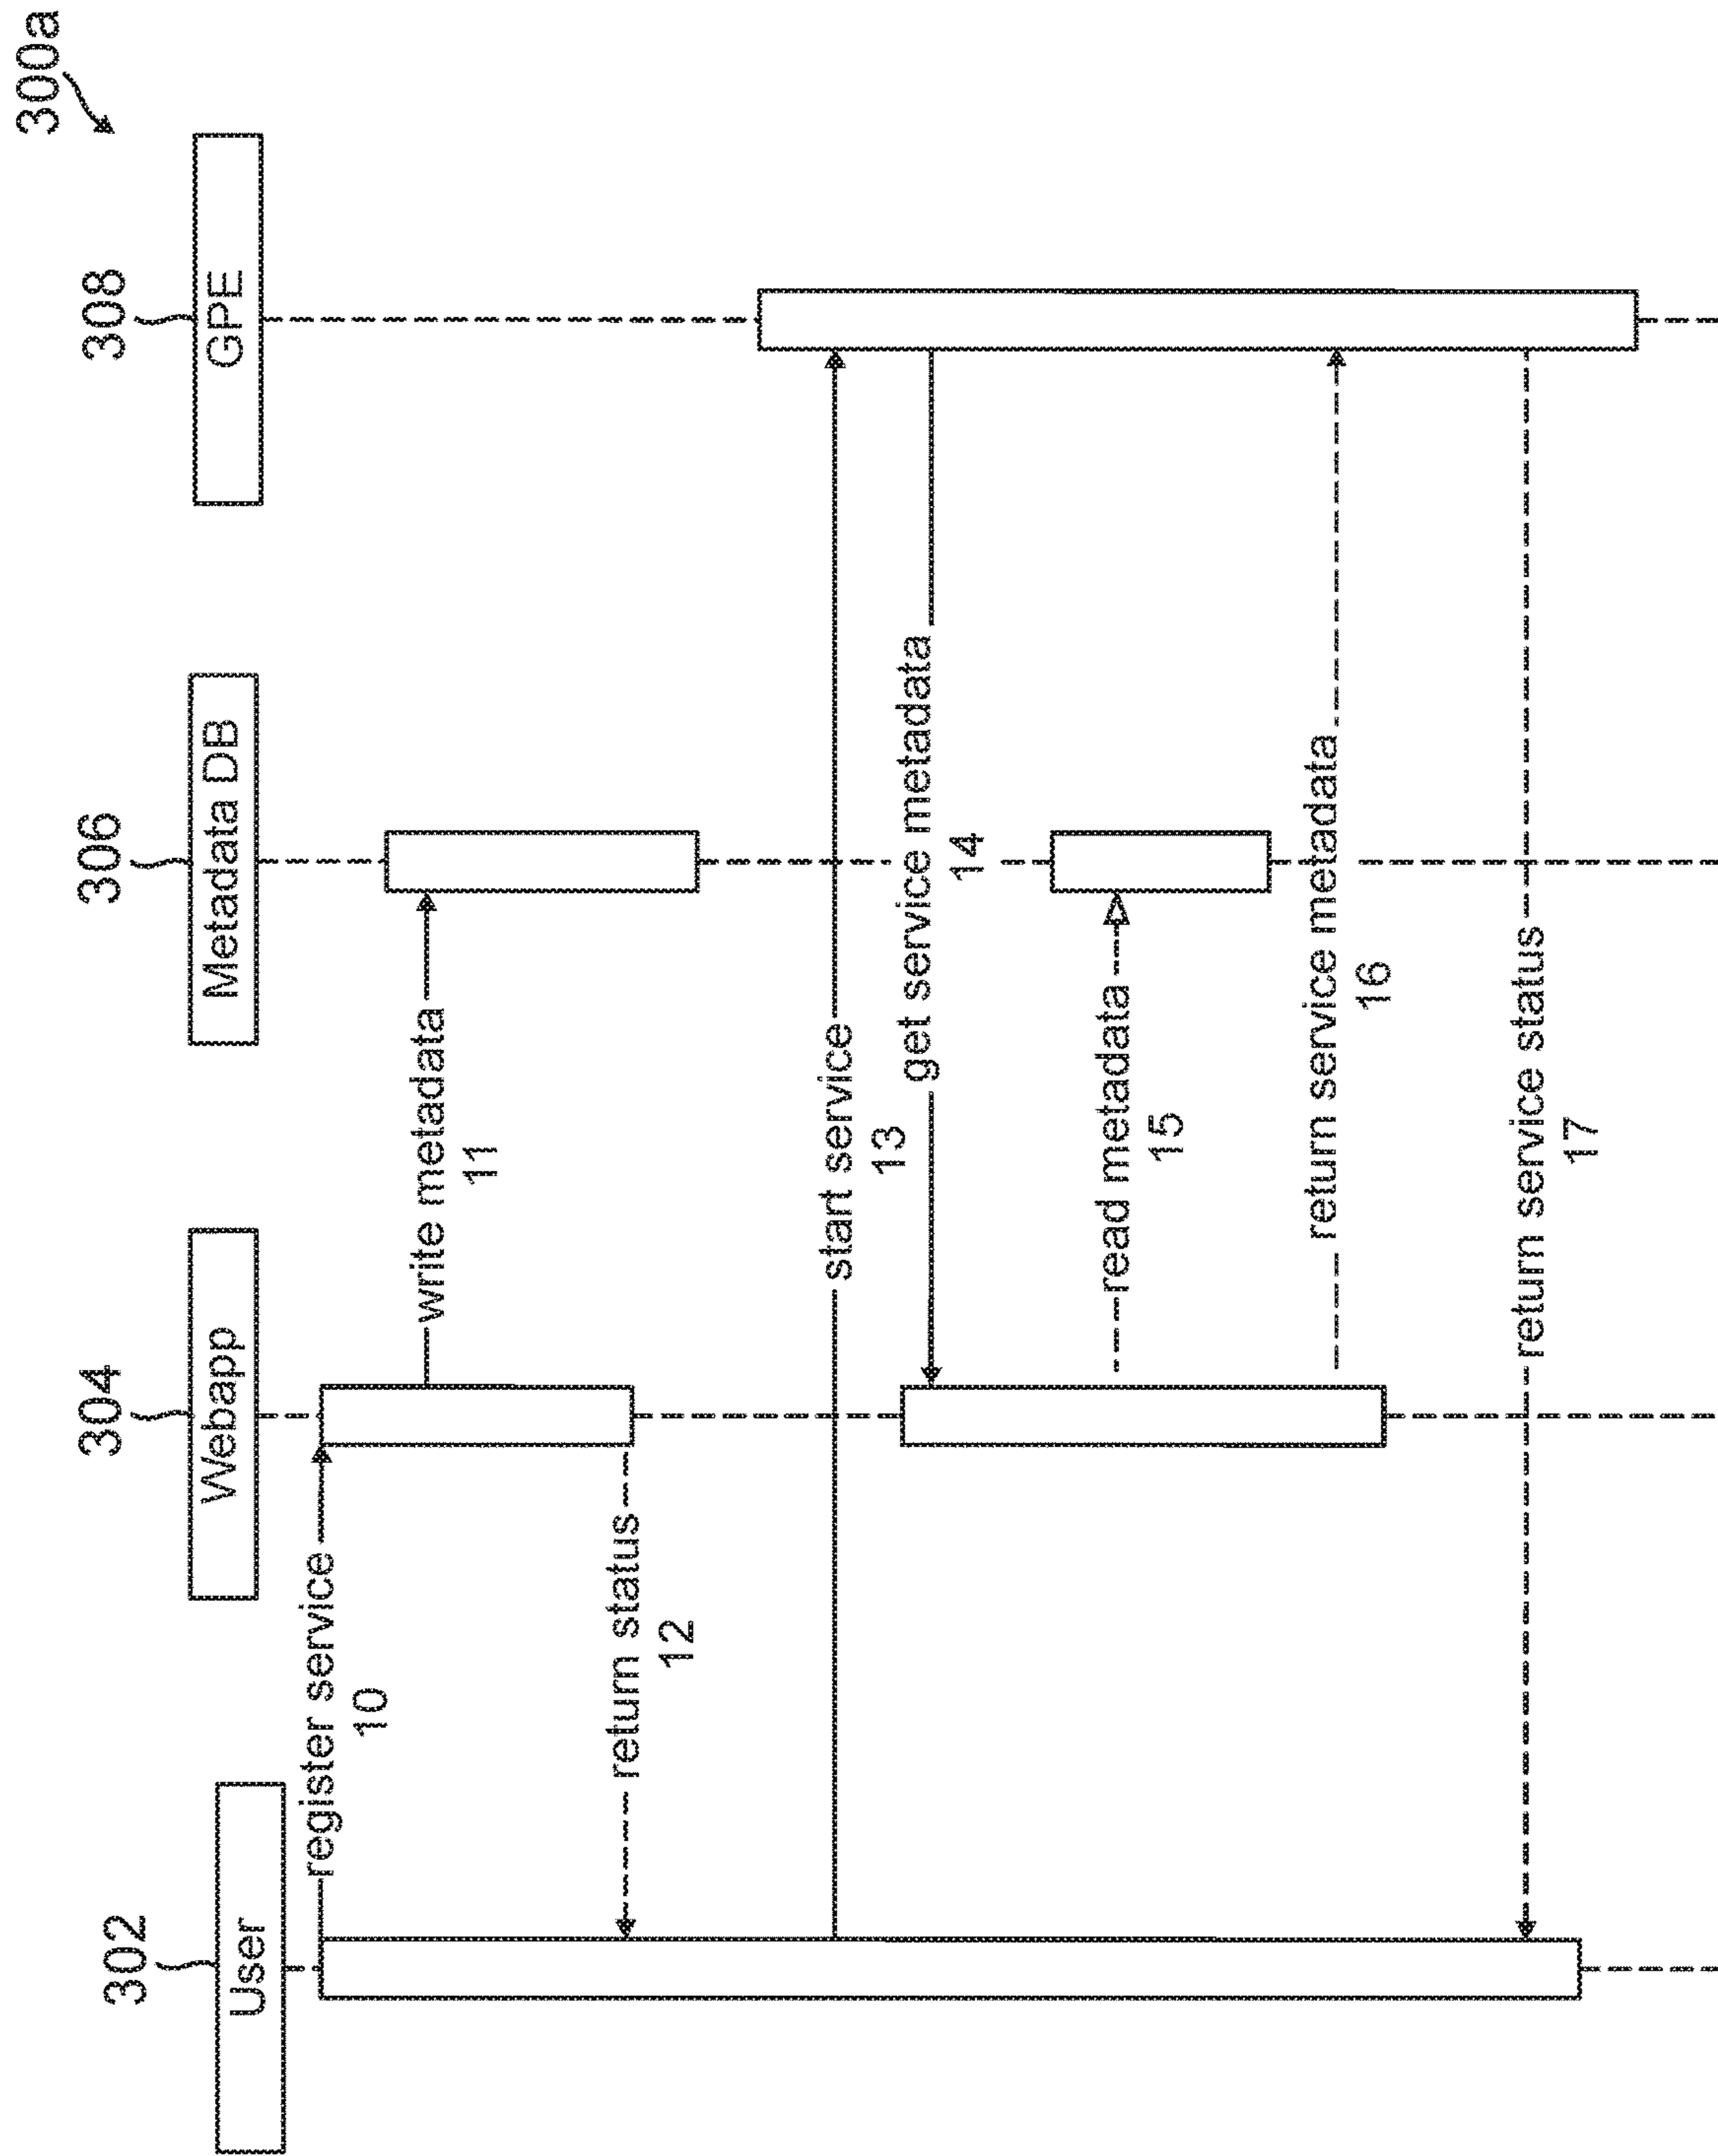 300a
302
304
306
308
User
Webapp
Metadata DB
GPE
register service
10
write metadata
11
return status
12
start service
13
get service metadata
14
read metadata
15
return service metadata
16
return service status
17